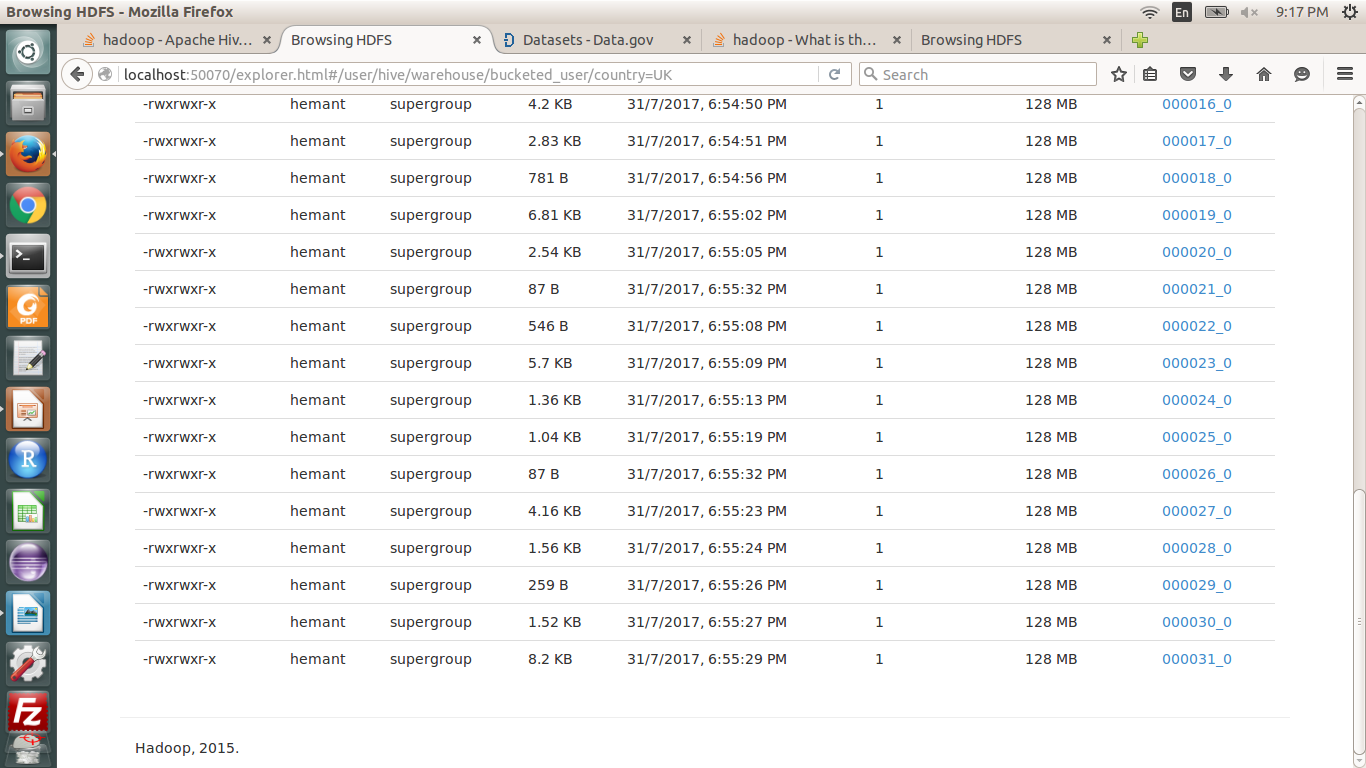 Browsing HDFS - Mozilla Firefox En 9:17 PM
hadoop - Apache Hiv... × Browsing HDFS × Datasets - Data.gov × hadoop - What is th... × Browsing HDFS ×
localhost:50070/explorer.html#/user/hive/warehouse/bucketed_user/country=UK Search
-rwxrwxr-x hemant supergroup 4.2 KB 31/7/2017, 6:54:50 PM 1 128 MB 000016_0
-rwxrwxr-x hemant supergroup 2.83 KB 31/7/2017, 6:54:51 PM 1 128 MB 000017_0
-rwxrwxr-x hemant supergroup 781 B 31/7/2017, 6:54:56 PM 1 128 MB 000018_0
-rwxrwxr-x hemant supergroup 6.81 KB 31/7/2017, 6:55:02 PM 1 128 MB 000019_0
-rwxrwxr-x hemant supergroup 2.54 KB 31/7/2017, 6:55:05 PM 1 128 MB 000020_0
-rwxrwxr-x hemant supergroup 87 B 31/7/2017, 6:55:32 PM 1 128 MB 000021_0
-rwxrwxr-x hemant supergroup 546 B 31/7/2017, 6:55:08 PM 1 128 MB 000022_0
-rwxrwxr-x hemant supergroup 5.7 KB 31/7/2017, 6:55:09 PM 1 128 MB 000023_0
-rwxrwxr-x hemant supergroup 1.36 KB 31/7/2017, 6:55:13 PM 1 128 MB 000024_0
-rwxrwxr-x hemant supergroup 1.04 KB 31/7/2017, 6:55:19 PM 1 128 MB 000025_0
-rwxrwxr-x hemant supergroup 87 B 31/7/2017, 6:55:32 PM 1 128 MB 000026_0
-rwxrwxr-x hemant supergroup 4.16 KB 31/7/2017, 6:55:23 PM 1 128 MB 000027_0
-rwxrwxr-x hemant supergroup 1.56 KB 31/7/2017, 6:55:24 PM 1 128 MB 000028_0
-rwxrwxr-x hemant supergroup 259 B 31/7/2017, 6:55:26 PM 1 128 MB 000029_0
-rwxrwxr-x hemant supergroup 1.52 KB 31/7/2017, 6:55:27 PM 1 128 MB 000030_0
-rwxrwxr-x hemant supergroup 8.2 KB 31/7/2017, 6:55:29 PM 1 128 MB 000031_0
Hadoop, 2015.
PDF
R
Fz